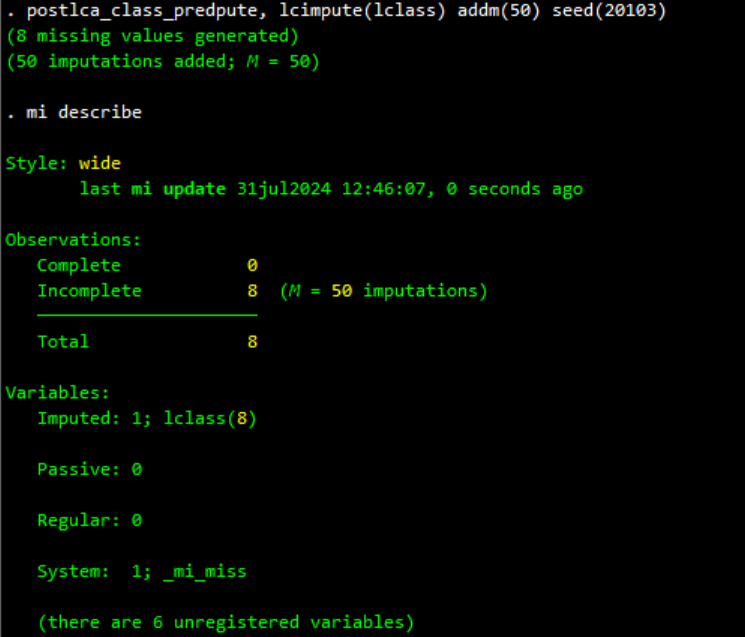 . postlca_class_predpute, lcimpute(lclass) addm(50) seed(20103)
(8 missing values generated)
(50 imputations added; M = 50)
. mi describe
Style: wide
last mi update 31jul2024 12:46:07, 0 seconds ago
Observations:
Complete 0
Incomplete 8 (M = 50 imputations)
Total 8
Variables:
Imputed: 1; lclass(8)
Passive: 0
Regular: 0
System: 1; _mi_miss
(there are 6 unregistered variables)